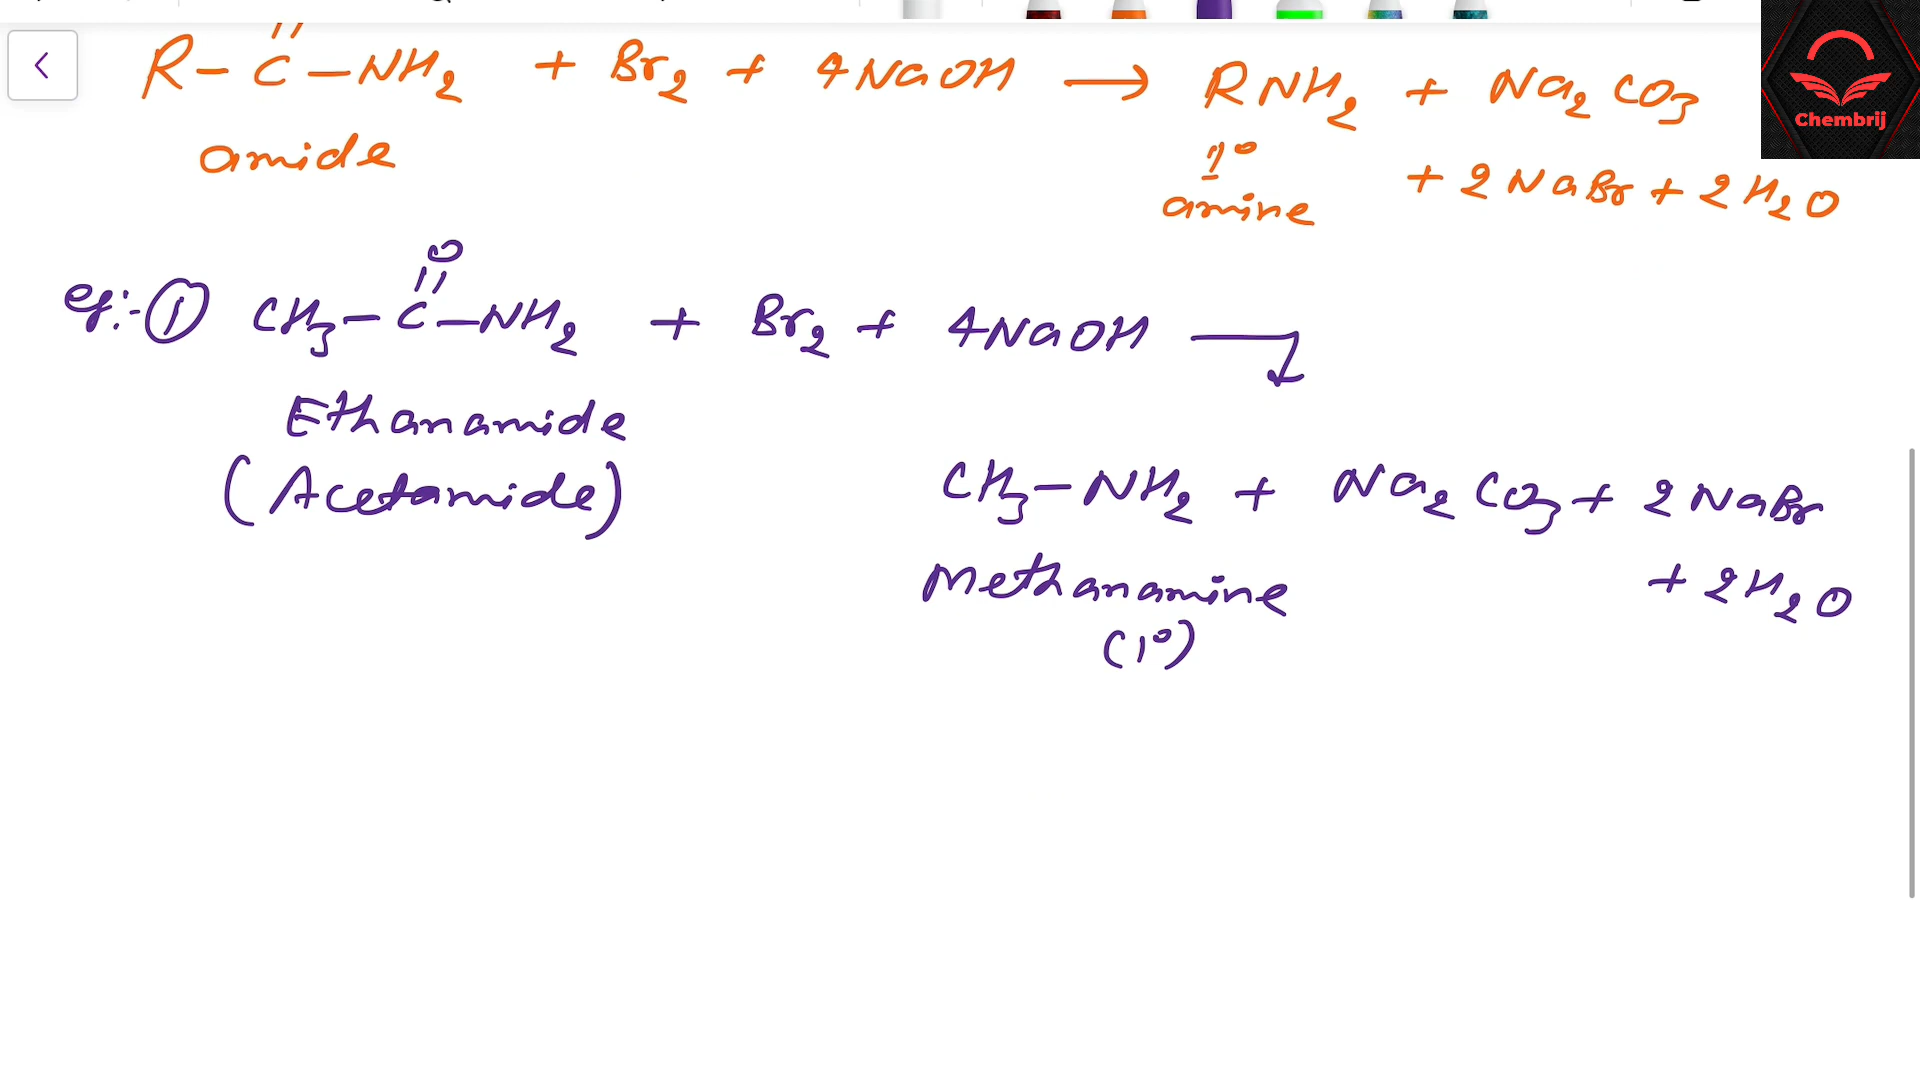 O
R-C-NH₂ + Br₂ + 4NaOH → RNH₂ + Na₂CO₃
amide 1° + 2NaBr + 2H₂O
amine
Chembrij
O
eg:-① CH₃-C-NH₂ + Br₂ + 4NaOH →
Ethanamide
(Acetamide) CH₃-NH₂ + Na₂CO₃ + 2NaBr
Methanamine + 2H₂O
(1°)